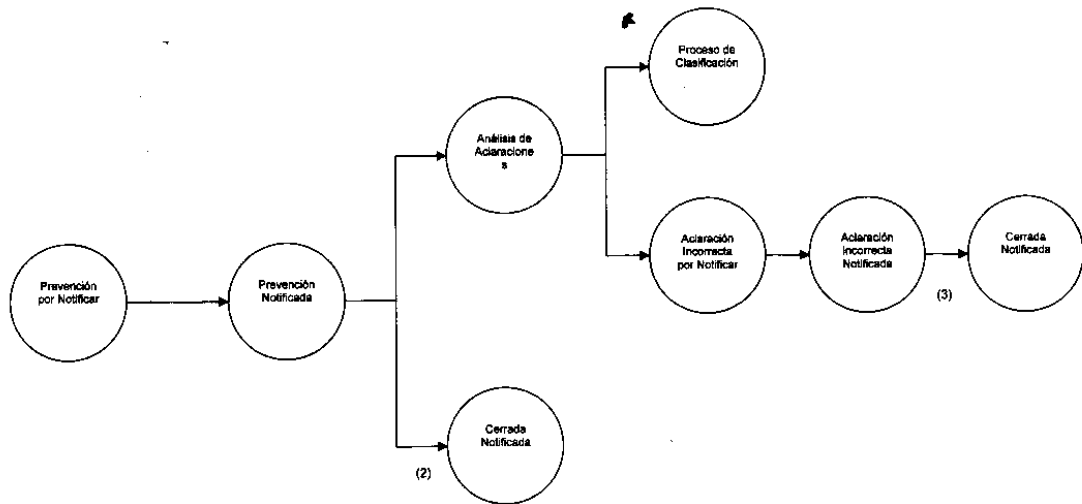 Proceso de
Clasificación
Análisis de
Aclaracione
s
Aclaración
Incorrecta
por Notificar
Aclaración
Incorrecta
Notificada
Cerrada
Notificada
(3)
Prevención
por Notificar
Prevención
Notificada
Cerrada
Notificada
(2)